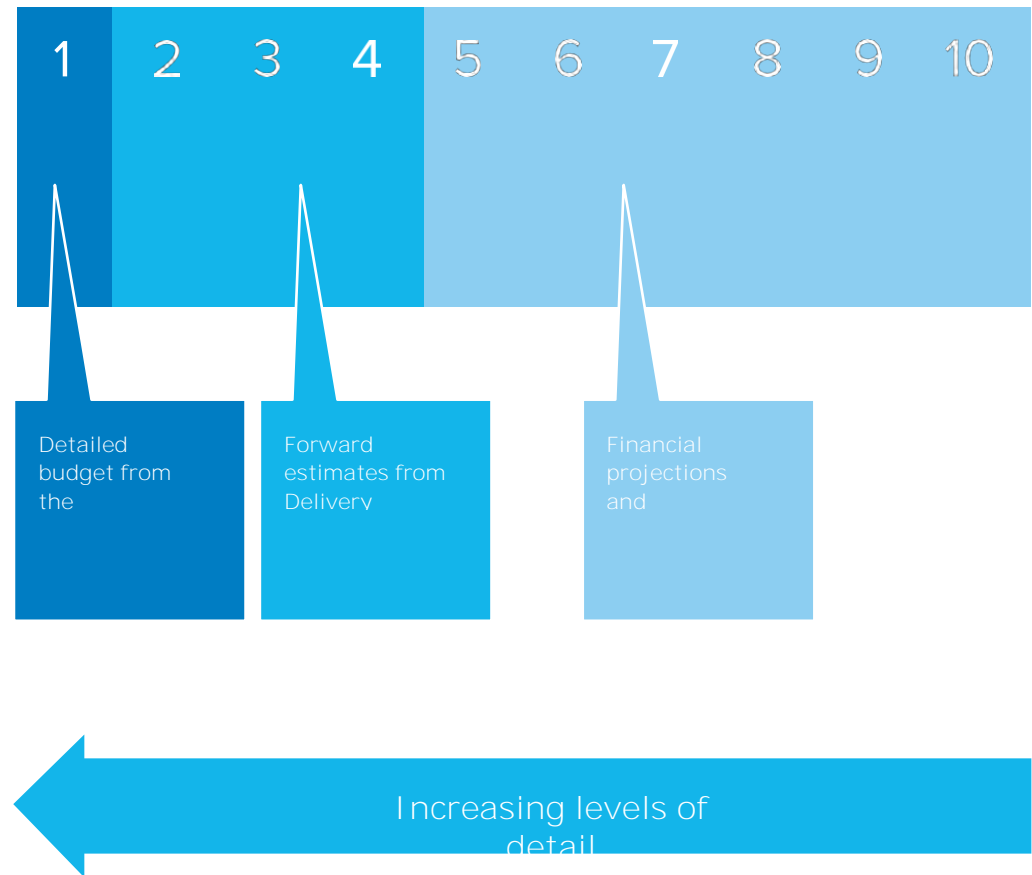 1 2 3 4 5 6 7 8 9 10
Detailed
budget from
the
Forward
estimates from
Delivery
Financial
projections
and
Increasing levels of
detail